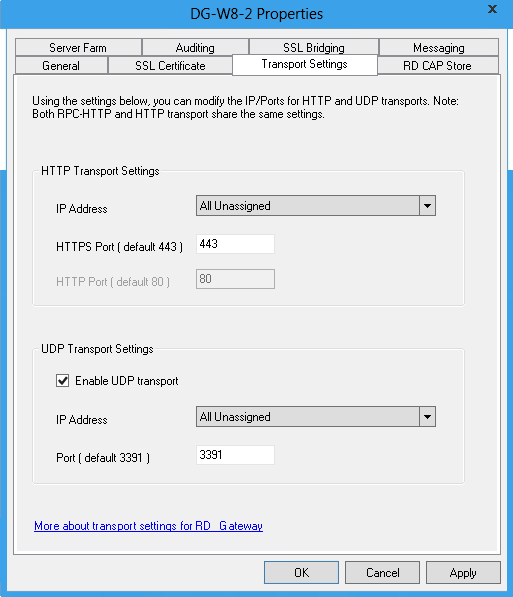 DG-W8-2 Properties
x
Server Farm
Auditing
SSL Bridging
Messaging
General
SSL Certificate
Transport Settings
RD CAP Store
Using the settings below, you can modify the IP/Ports for HTTP and UDP transports. Note:
Both RPC-HTTP and HTTP transport share the same settings.
HTTP Transport Settings
IP Address
All Unassigned
HTTPS Port ( default 443 )
443
HTTP Port ( default 80 )
80
UDP Transport Settings
Enable UDP transport
IP Address
All Unassigned
Port ( default 3391 )
3391
More about transport settings for RD_Gateway
OK
Cancel
Apply